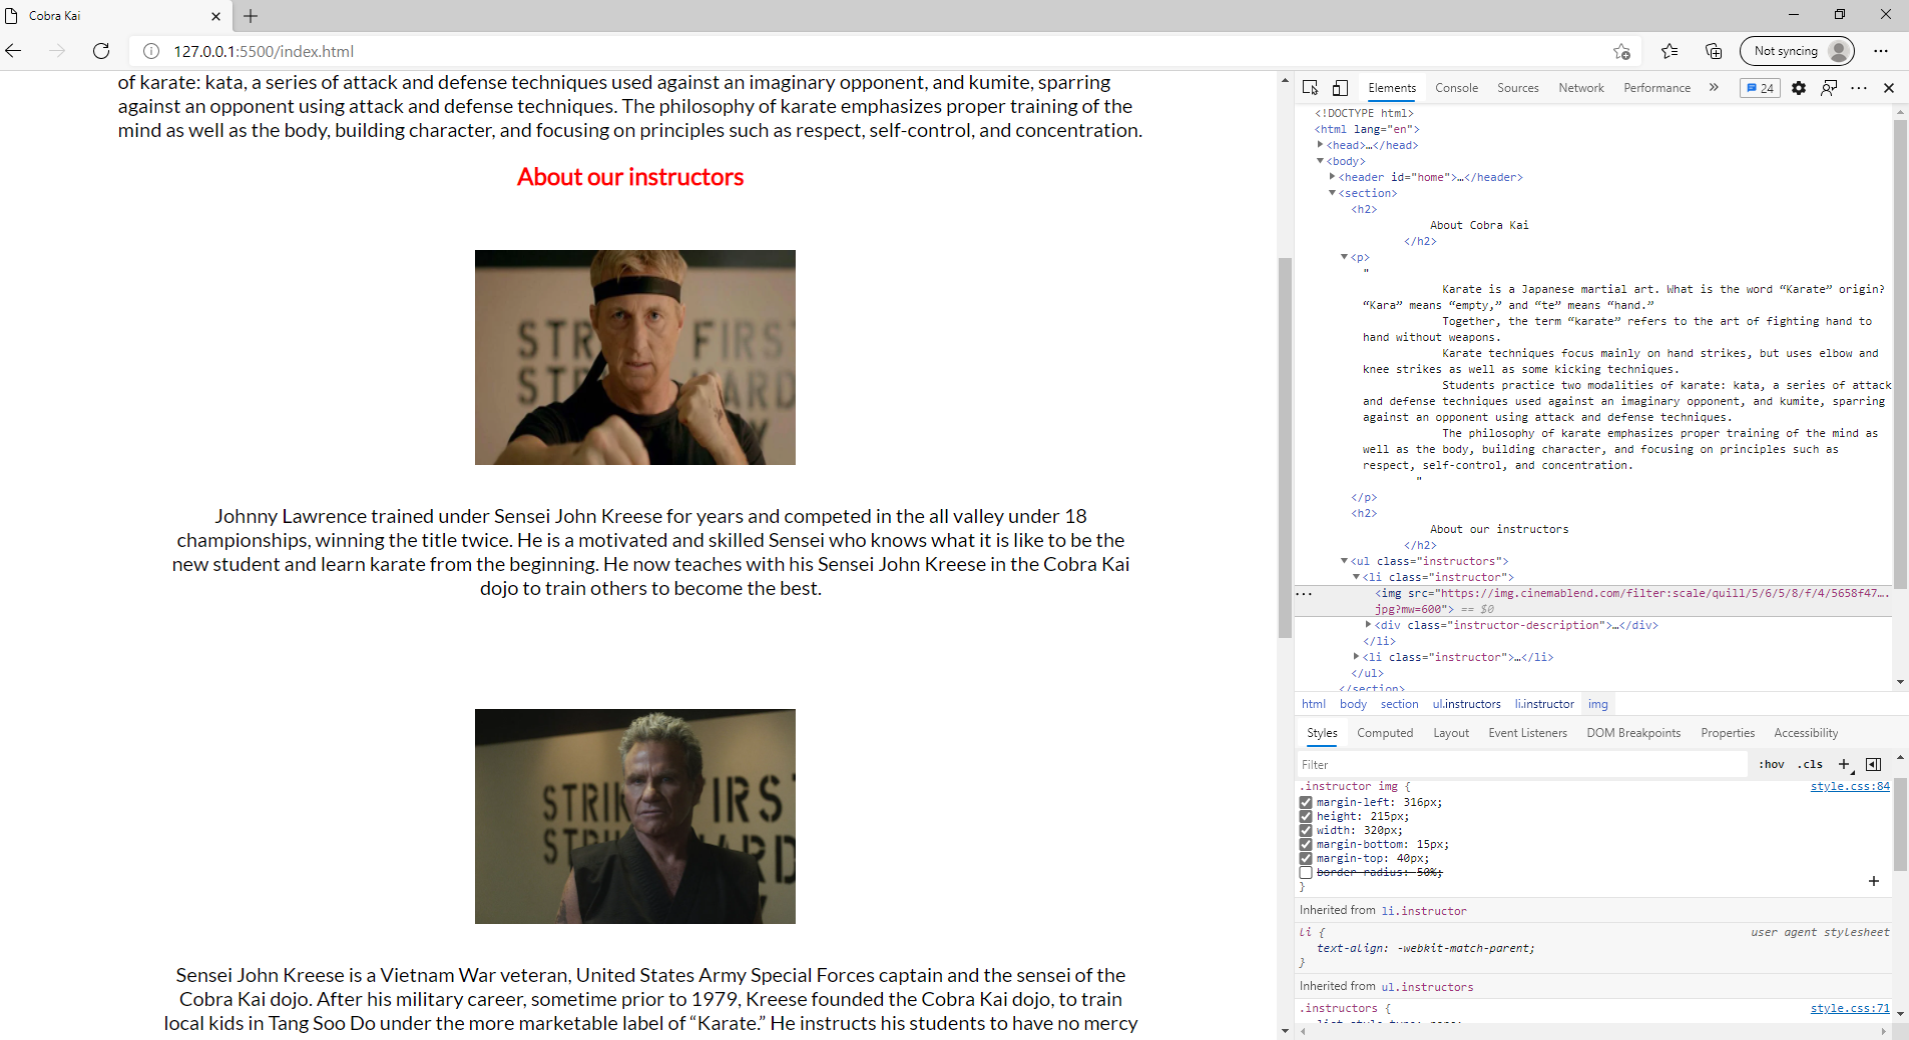 Cobra Kai
127.0.0.1:5500/index.html
Not syncing
of karate: kata, a series of attack and defense techniques used against an imaginary opponent, and kumite, sparring
against an opponent using attack and defense techniques. The philosophy of karate emphasizes proper training of the
mind as well as the body, building character, and focusing on principles such as respect, self-control, and concentration.
About our instructors
STR FIRST
ST ARD
Johnny Lawrence trained under Sensei John Kreese for years and competed in the all valley under 18
championships, winning the title twice. He is a motivated and skilled Sensei who knows what it is like to be the
new student and learn karate from the beginning. He now teaches with his Sensei John Kreese in the Cobra Kai
dojo to train others to become the best.
STRIK IRS
STRI ARD
Sensei John Kreese is a Vietnam War veteran, United States Army Special Forces captain and the sensei of the
Cobra Kai dojo. After his military career, sometime prior to 1979, Kreese founded the Cobra Kai dojo, to train
local kids in Tang Soo Do under the more marketable label of “Karate.” He instructs his students to have no mercy
Elements Console Sources Network Performance » 24
<!DOCTYPE html>
<html lang="en">
<head>…</head>
<body>
<header id="home">…</header>
<section>
<h2>
About Cobra Kai
</h2>
<p>
"
Karate is a Japanese martial art. What is the word “Karate” origin?
“Kara” means “empty,” and “te” means “hand.”
Together, the term “karate” refers to the art of fighting hand to
hand without weapons.
Karate techniques focus mainly on hand strikes, but uses elbow and
knee strikes as well as some kicking techniques.
Students practice two modalities of karate: kata, a series of attack
and defense techniques used against an imaginary opponent, and kumite, sparring
against an opponent using attack and defense techniques.
The philosophy of karate emphasizes proper training of the mind as
well as the body, building character, and focusing on principles such as
respect, self-control, and concentration.
"
</p>
<h2>
About our instructors
</h2>
<ul class="instructors">
<li class="instructor">
<img src="https://img.cinemablend.com/filter:scale/quill/5/6/5/8/f/4/5658f47….
jpg?mw=600"> == $0
<div class="instructor-description">…</div>
</li>
<li class="instructor">…</li>
</ul>
</section>
html body section ul.instructors li.instructor img
Styles Computed Layout Event Listeners DOM Breakpoints Properties Accessibility
Filter :hov .cls +
.instructor img { style.css:84
margin-left: 316px;
height: 215px;
width: 320px;
margin-bottom: 15px;
margin-top: 40px;
border-radius: 50%;
}
Inherited from li.instructor
li { user agent stylesheet
text-align: -webkit-match-parent;
}
Inherited from ul.instructors
.instructors { style.css:71
list-style-type: none;